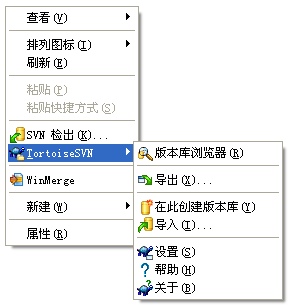 查看(V)
排列图标(I)
刷新(E)
粘贴(P)
粘贴快捷方式(S)
SVN 检出(K)...
TortoiseSVN
WinMerge
新建(W)
属性(R)
版本库浏览器(R)
导出(X)...
在此创建版本库(Y)
导入(I)...
设置(S)
帮助(H)
关于(B)